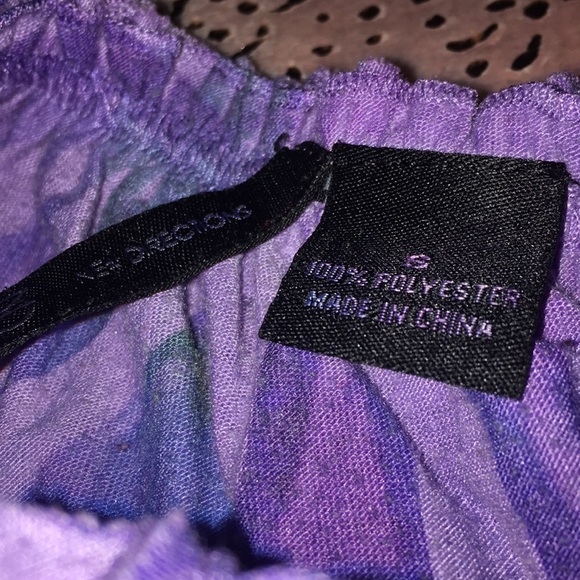 NEW DIRECTIONS
S
100% POLYESTER
MADE IN CHINA